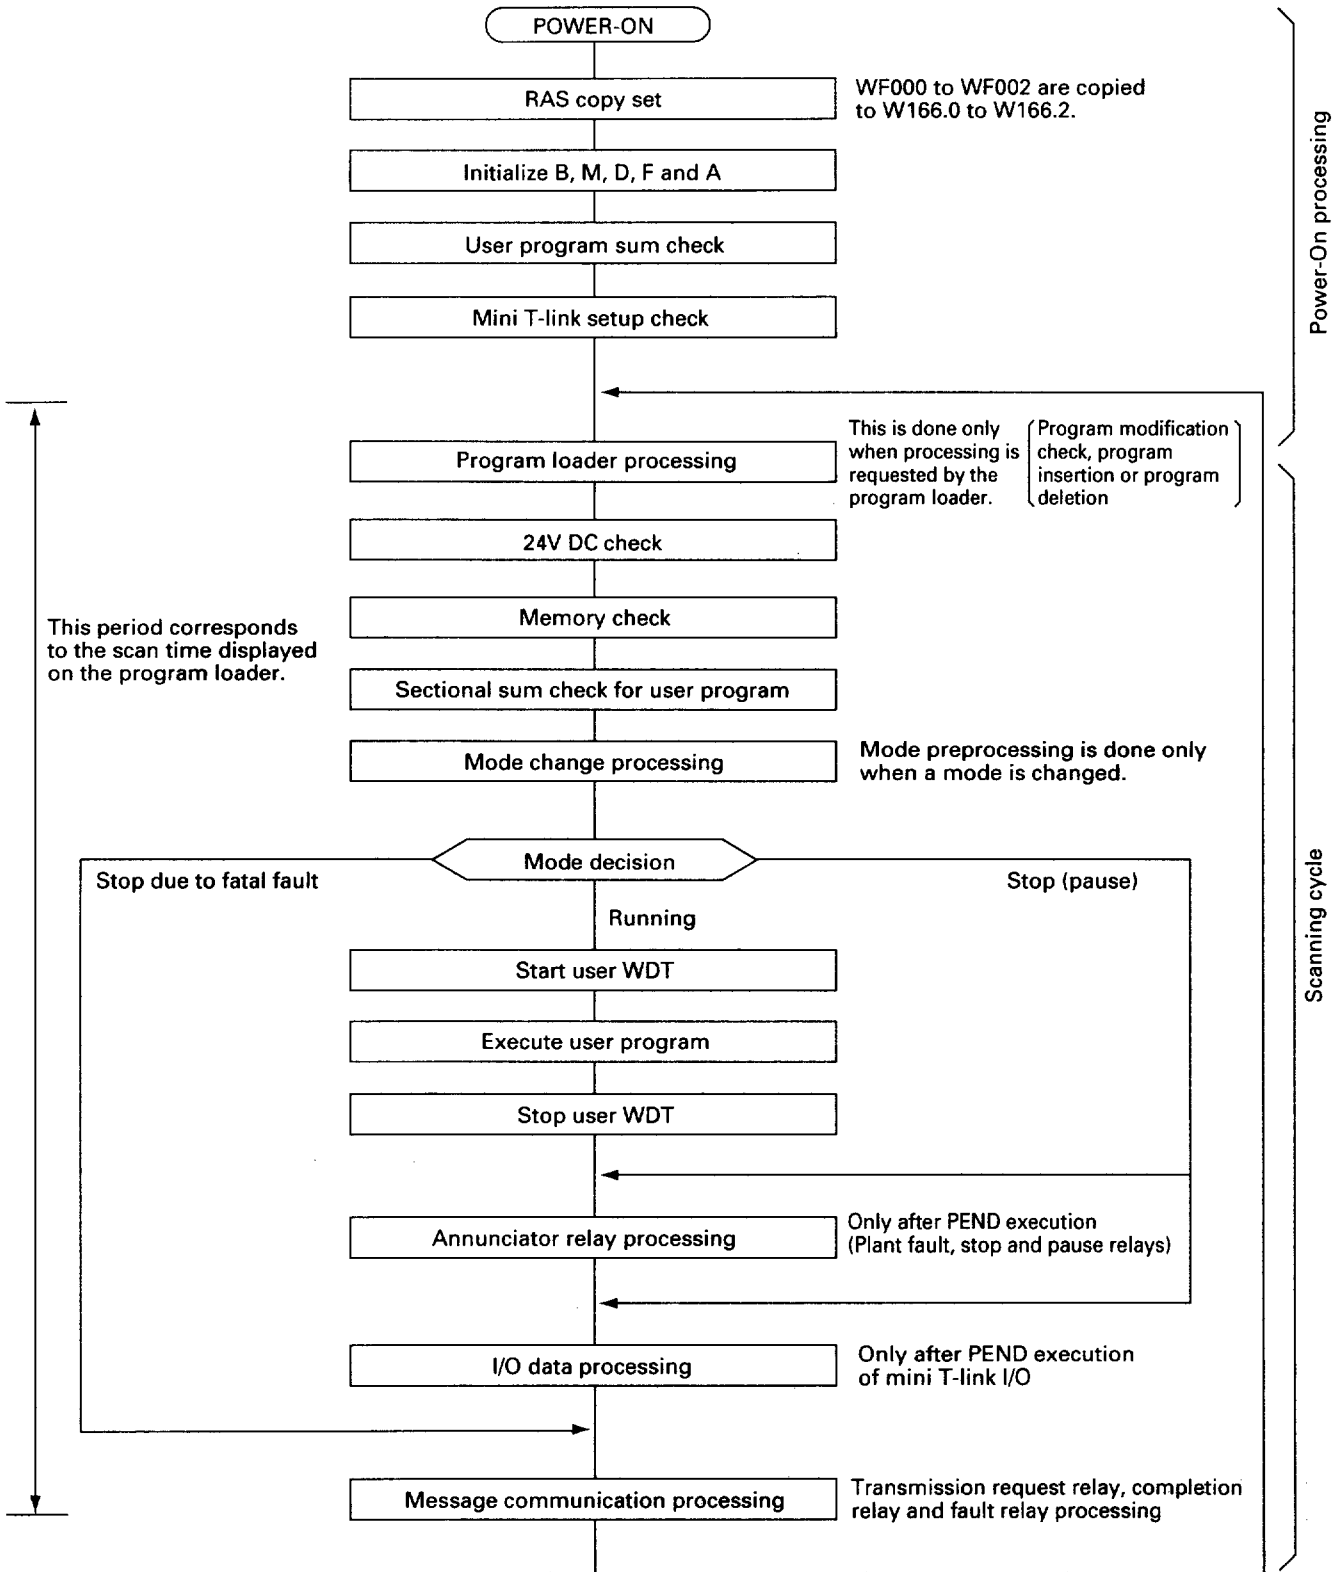 POWER-ON
RAS copy set
WF000 to WF002 are copied
to W166.0 to W166.2.
Initialize B, M, D, F and A
User program sum check
Mini T-link setup check
Power-On processing
Program loader processing
This is done only
when processing is
requested by the
program loader.
Program modification
check, program
insertion or program
deletion
24V DC check
Memory check
This period corresponds
to the scan time displayed
on the program loader.
Sectional sum check for user program
Mode change processing
Mode preprocessing is done only
when a mode is changed.
Mode decision
Stop due to fatal fault
Stop (pause)
Running
Scanning cycle
Start user WDT
Execute user program
Stop user WDT
Annunciator relay processing
Only after PEND execution
(Plant fault, stop and pause relays)
I/O data processing
Only after PEND execution
of mini T-link I/O
Message communication processing
Transmission request relay, completion
relay and fault relay processing